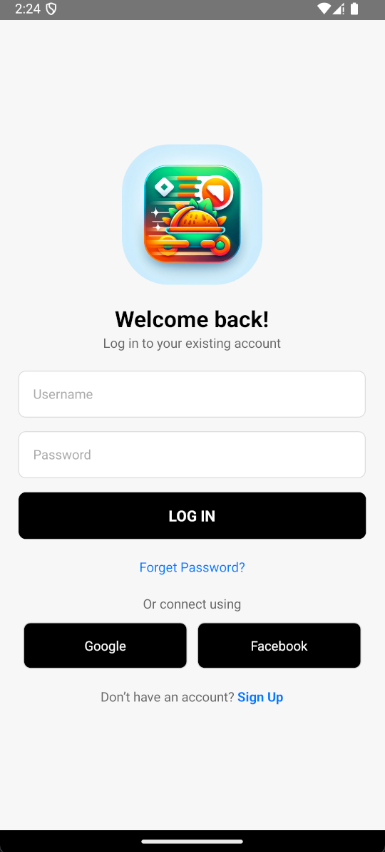 2:24
Welcome back!
Log in to your existing account
Username
Password
LOG IN
Forget Password?
Or connect using
Google Facebook
Don't have an account? Sign Up